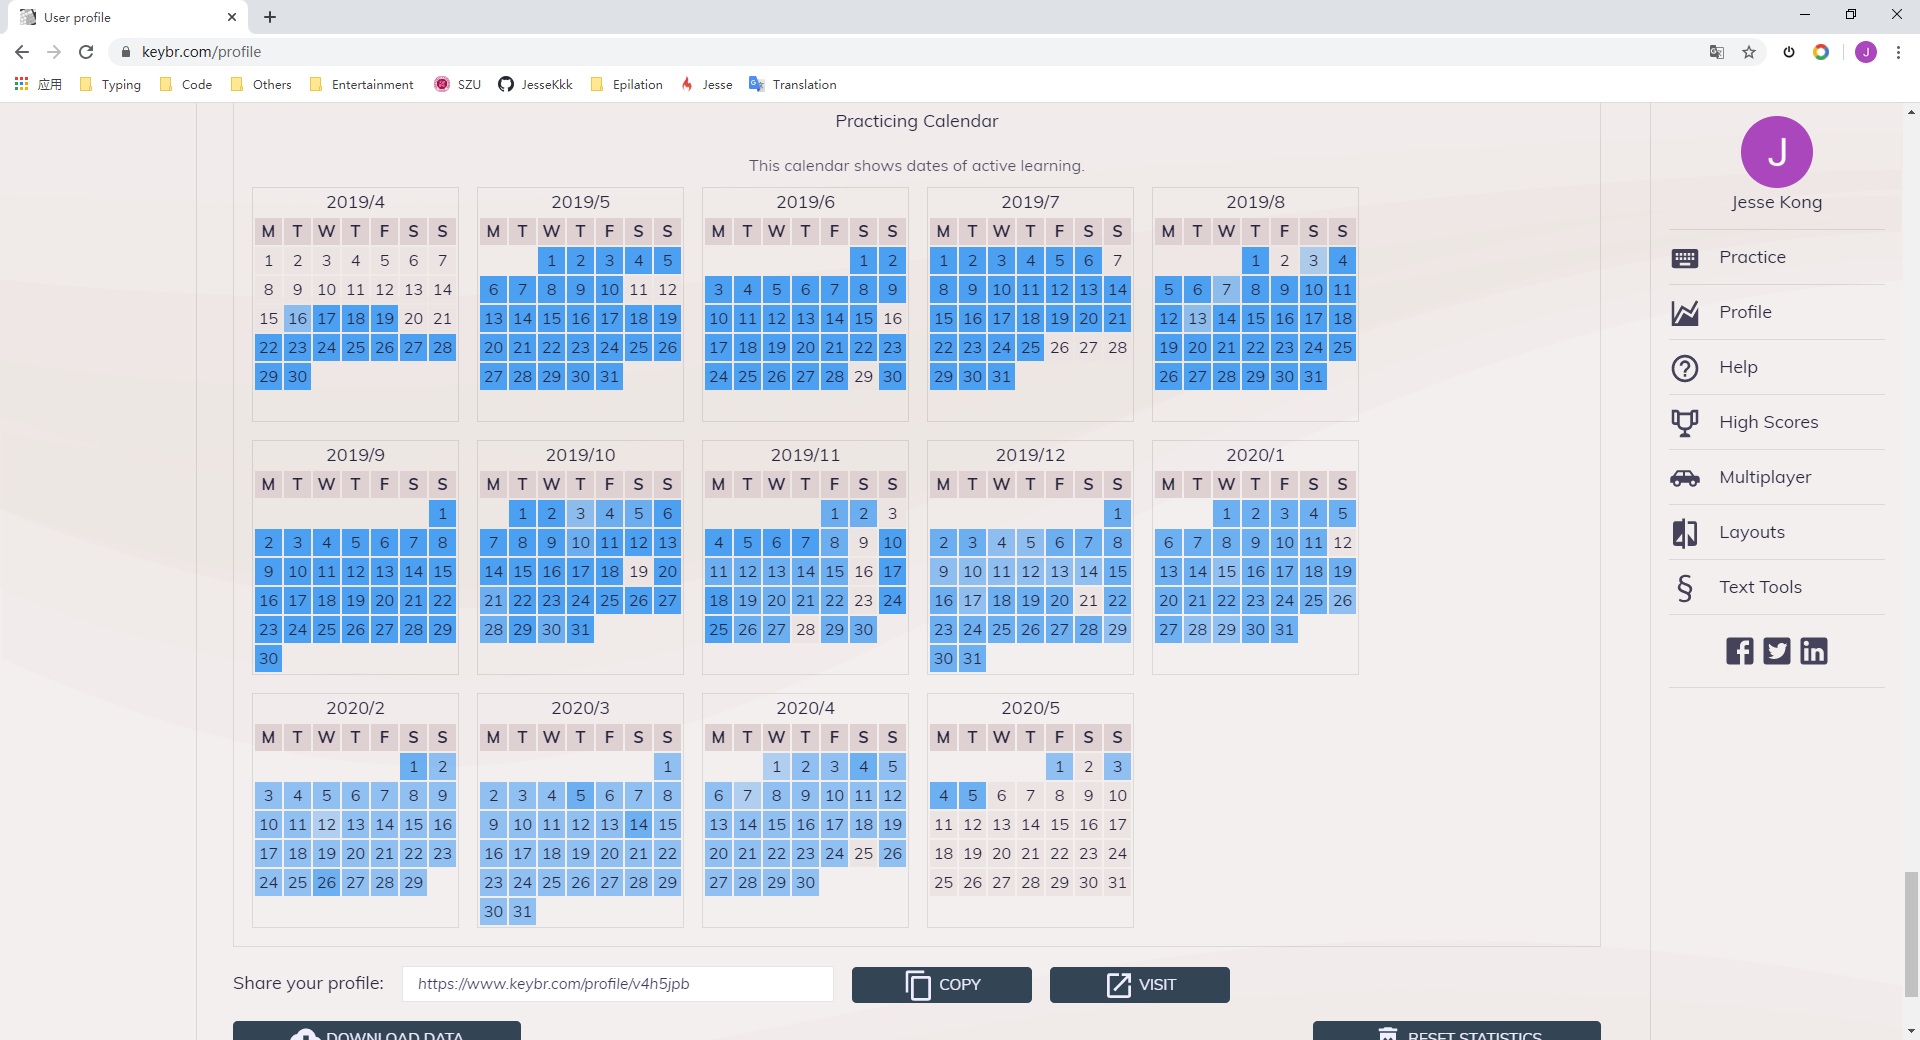 User profile
keybr.com/profile
J
应用 Typing Code Others Entertainment SZU JesseKkk Epilation Jesse Translation
Practicing Calendar
This calendar shows dates of active learning.
2019/4 2019/5 2019/6 2019/7 2019/8
M T W T F S S M T W T F S S M T W T F S S M T W T F S S M T W T F S S
1 2 3 4 5 6 7 1 2 3 4 5 1 2 1 2 3 4 5 6 7 1 2 3 4
8 9 10 11 12 13 14 6 7 8 9 10 11 12 3 4 5 6 7 8 9 8 9 10 11 12 13 14 5 6 7 8 9 10 11
15 16 17 18 19 20 21 13 14 15 16 17 18 19 10 11 12 13 14 15 16 15 16 17 18 19 20 21 12 13 14 15 16 17 18
22 23 24 25 26 27 28 20 21 22 23 24 25 26 17 18 19 20 21 22 23 22 23 24 25 26 27 28 19 20 21 22 23 24 25
29 30 27 28 29 30 31 24 25 26 27 28 29 30 29 30 31 26 27 28 29 30 31
2019/9 2019/10 2019/11 2019/12 2020/1
M T W T F S S M T W T F S S M T W T F S S M T W T F S S M T W T F S S
1 1 2 3 4 5 6 1 2 3 1 1 2 3 4 5
2 3 4 5 6 7 8 7 8 9 10 11 12 13 4 5 6 7 8 9 10 2 3 4 5 6 7 8 6 7 8 9 10 11 12
9 10 11 12 13 14 15 14 15 16 17 18 19 20 11 12 13 14 15 16 17 9 10 11 12 13 14 15 13 14 15 16 17 18 19
16 17 18 19 20 21 22 21 22 23 24 25 26 27 18 19 20 21 22 23 24 16 17 18 19 20 21 22 20 21 22 23 24 25 26
23 24 25 26 27 28 29 28 29 30 31 25 26 27 28 29 30 23 24 25 26 27 28 29 27 28 29 30 31
30 30 31
2020/2 2020/3 2020/4 2020/5
M T W T F S S M T W T F S S M T W T F S S M T W T F S S
1 2 1 1 2 3 4 5 1 2 3
3 4 5 6 7 8 9 2 3 4 5 6 7 8 6 7 8 9 10 11 12 4 5 6 7 8 9 10
10 11 12 13 14 15 16 9 10 11 12 13 14 15 13 14 15 16 17 18 19 11 12 13 14 15 16 17
17 18 19 20 21 22 23 16 17 18 19 20 21 22 20 21 22 23 24 25 26 18 19 20 21 22 23 24
24 25 26 27 28 29 23 24 25 26 27 28 29 27 28 29 30 25 26 27 28 29 30 31
30 31
Share your profile: https://www.keybr.com/profile/v4h5jpb COPY VISIT
DOWNLOAD DATA RESET STATISTICS
J
Jesse Kong
Practice
Profile
Help
High Scores
Multiplayer
Layouts
§ Text Tools